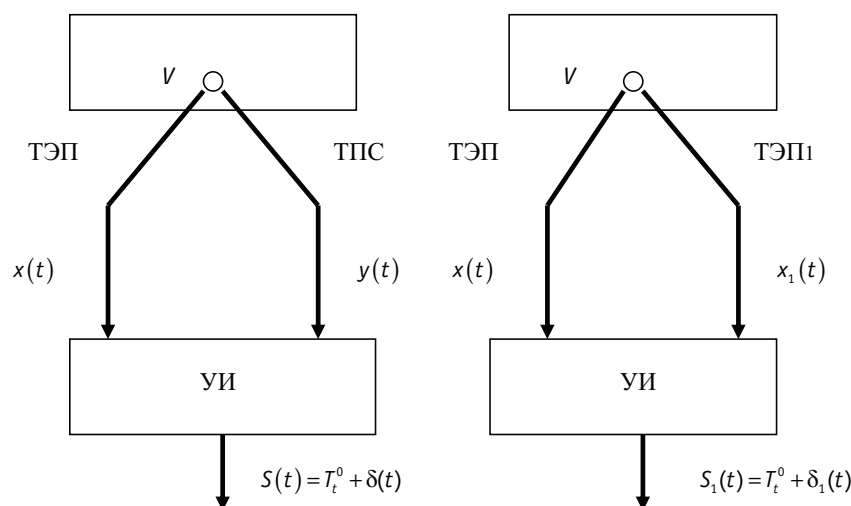 V V
ТЭП ТПС ТЭП ТЭП1
x(t) y(t) x(t) x₁(t)
УИ УИ
S(t) = T_t^0 + δ(t) S₁(t) = T_t^0 + δ₁(t)